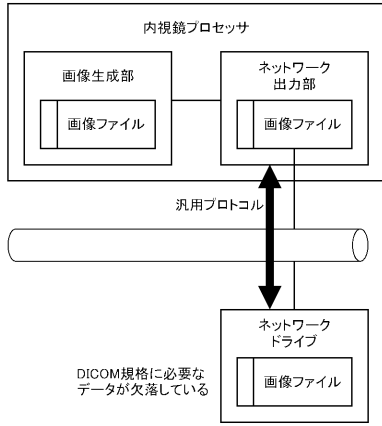 内視鏡プロセッサ
画像生成部
画像ファイル
ネットワーク
出力部
画像ファイル
汎用プロトコル
ネットワーク
ドライブ
画像ファイル
DICOM規格に必要な
データが欠落している